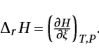 Δ_r H = (∂H/∂ξ)_{T,P}.